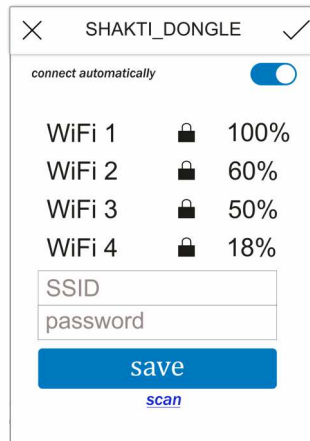 SHAKTI_DONGLE
connect automatically
WiFi 1 100%
WiFi 2 60%
WiFi 3 50%
WiFi 4 18%
SSID
password
save
scan